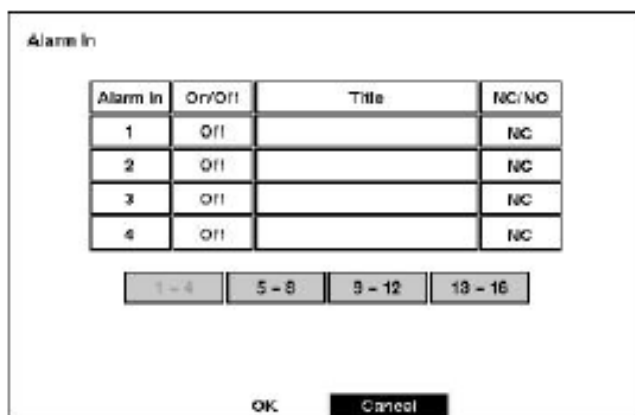 Alarm In
Alarm In On/Off Title NC/NO
1 Off NC
2 Off NC
3 Off NC
4 Off NC
1 – 4 5 – 8 9 – 12 13 – 16
OK Cancel